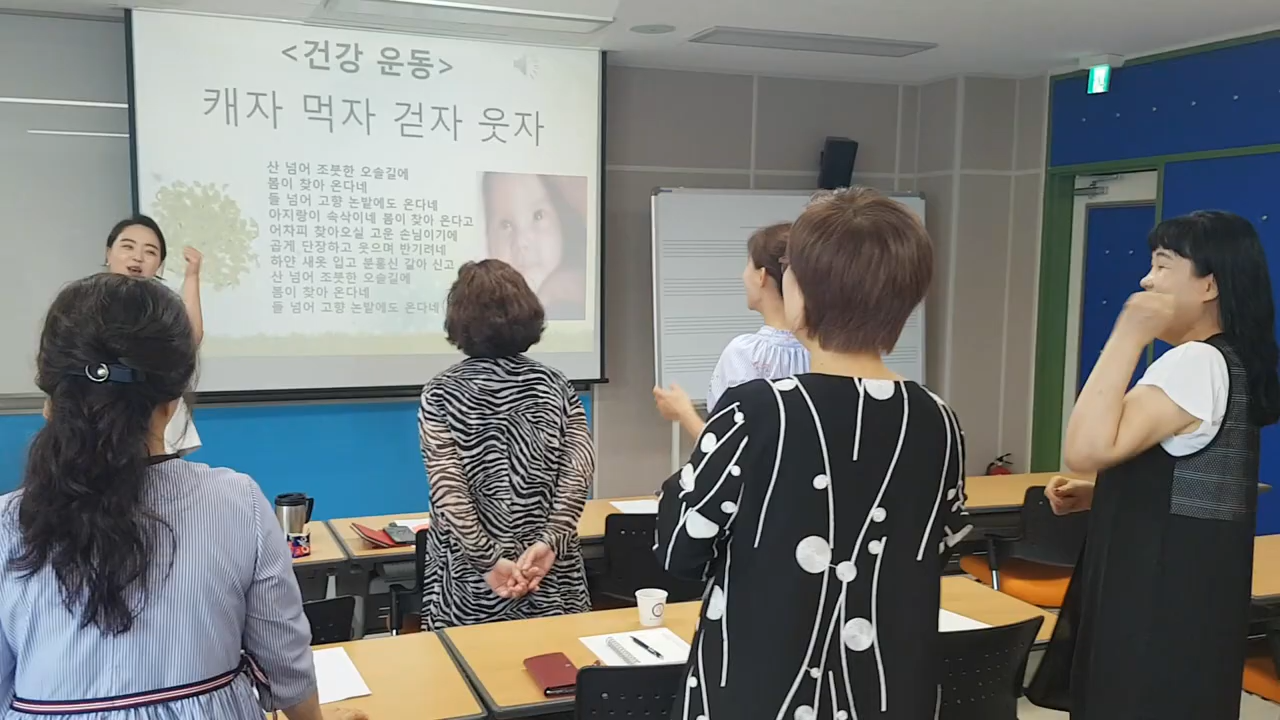 <건강 운동>
캐자 먹자 걷자 웃자
산 넘어 조붓한 오솔길에
봄이 찾아 온다네
들 넘어 고향 논밭에도 온다네
아지랑이 속삭이네 봄이 찾아 온다고
어차피 찾아오실 고운 손님이기에
곱게 단장하고 웃으며 반기려네
하얀 새옷 입고 분홍신 갈아 신고
산 넘어 조붓한 오솔길에
봄이 찾아 온다네
들 넘어 고향 논밭에도 온다네